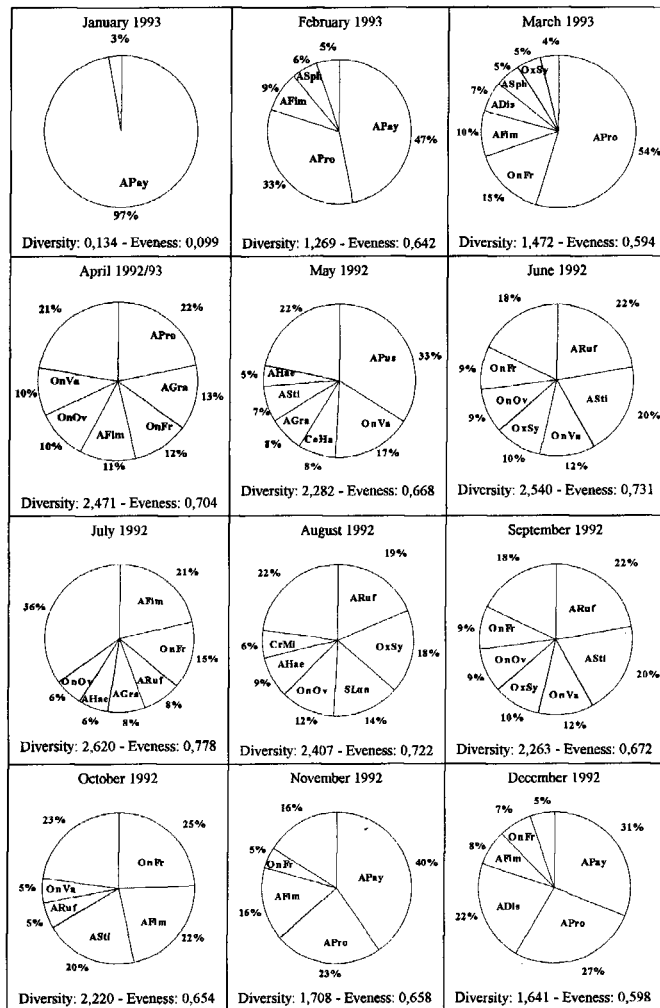 January 1993
3%
APay
97%
Diversity: 0,134 - Eveness: 0,099
February 1993
5%
6%
ASph
9%
AFim
APay
47%
APro
33%
Diversity: 1,269 - Eveness: 0,642
March 1993
4%
5%
OxSy
5%
ASph
7%
ADis
10%
AFim
APro
54%
OnFr
15%
Diversity: 1,472 - Eveness: 0,594
April 1992/93
21%
22%
APro
OnVa
AGra
10%
13%
OnOv
OnFr
AFim
10%
12%
11%
Diversity: 2,471 - Eveness: 0,704
May 1992
22%
APus
33%
5%
AHae
ASti
7%
AGra
OnVa
CoHa
8%
17%
8%
Diversity: 2,282 - Eveness: 0,668
June 1992
18%
22%
ARuf
9%
OnFr
OnOv
ASti
9%
OxSy
OnVa
20%
10%
12%
Diversity: 2,540 - Eveness: 0,731
July 1992
21%
AFim
36%
OnFr
15%
OnOv
ARuf
6%
AHae
AGra
8%
6%
8%
Diversity: 2,620 - Eveness: 0,778
August 1992
19%
22%
ARuf
6%
CrMi
OxSy
18%
AHae
9%
OnOv
SLun
12%
14%
Diversity: 2,407 - Eveness: 0,722
September 1992
18%
22%
ARuf
9%
OnFr
OnOv
ASti
9%
OxSy
OnVa
20%
10%
12%
Diversity: 2,263 - Eveness: 0,672
October 1992
23%
25%
OnFr
5%
OnVa
ARuf
5%
ASti
AFim
20%
22%
Diversity: 2,220 - Eveness: 0,654
November 1992
16%
APay
40%
5%
OnFr
AFim
16%
APro
23%
Diversity: 1,708 - Eveness: 0,658
December 1992
5%
7%
OnFr
31%
8%
AFim
APay
ADis
22%
APro
27%
Diversity: 1,641 - Eveness: 0,598